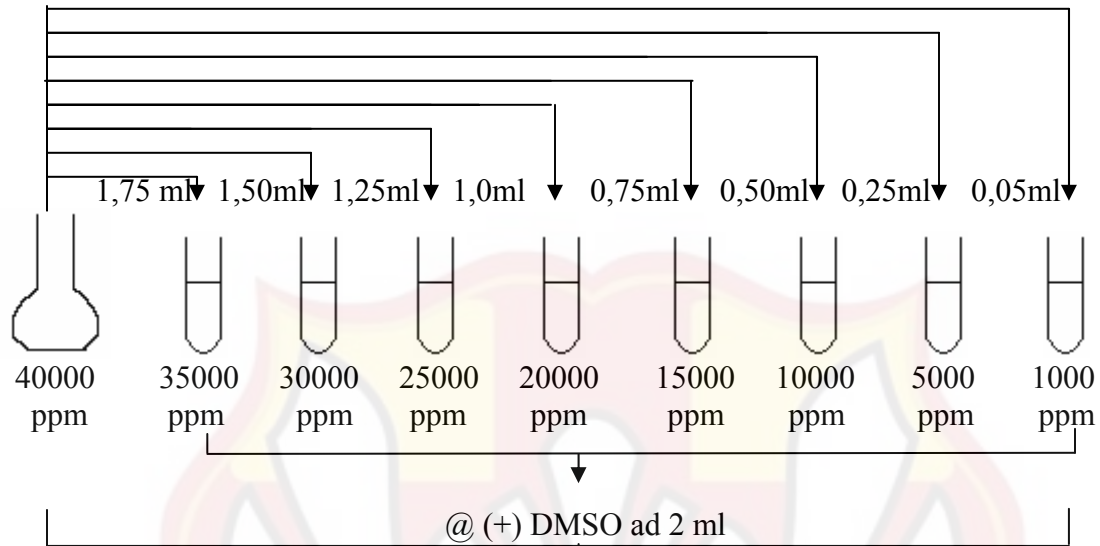 1,75 ml 1,50ml 1,25ml 1,0ml 0,75ml 0,50ml 0,25ml 0,05ml
40000 35000 30000 25000 20000 15000 10000 5000 1000
ppm ppm ppm ppm ppm ppm ppm ppm ppm
@ (+) DMSO ad 2 ml